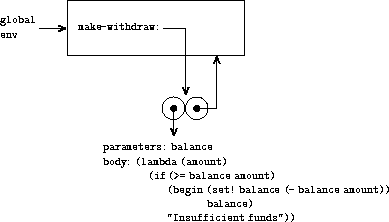 global
env
make-withdraw:
parameters: balance
body: (lambda (amount)
(if (>= balance amount)
(begin (set! balance (- balance amount))
balance)
"Insufficient funds"))